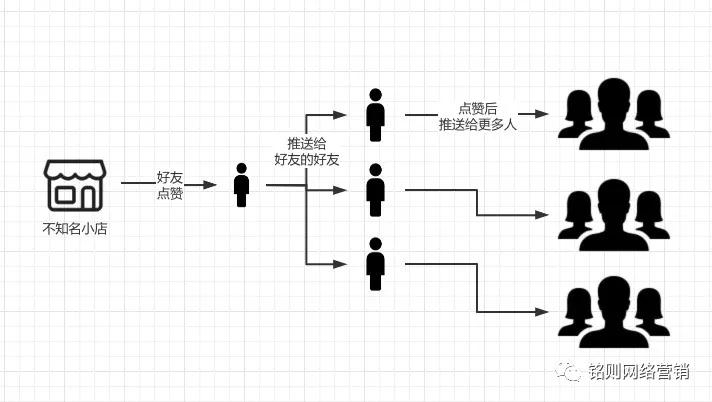 不知名小店
好友
点赞
推送给
好友的好友
点赞后
推送给更多人
铭则网络营销